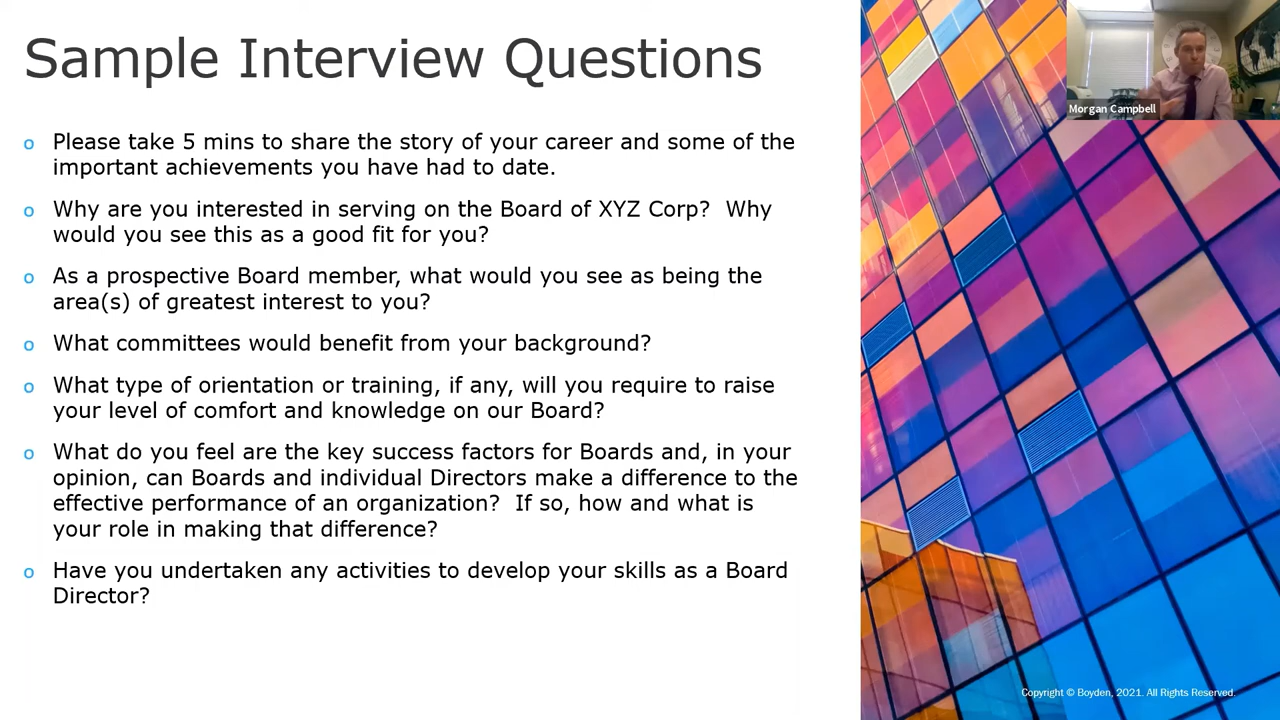 Sample Interview Questions
o Please take 5 mins to share the story of your career and some of the
important achievements you have had to date.
o Why are you interested in serving on the Board of XYZ Corp?  Why
would you see this as a good fit for you?
o As a prospective Board member, what would you see as being the
area(s) of greatest interest to you?
o What committees would benefit from your background?
o What type of orientation or training, if any, will you require to raise
your level of comfort and knowledge on our Board?
o What do you feel are the key success factors for Boards and, in your
opinion, can Boards and individual Directors make a difference to the
effective performance of an organization?  If so, how and what is
your role in making that difference?
o Have you undertaken any activities to develop your skills as a Board
Director?
Morgan Campbell
Copyright © Boyden, 2021. All Rights Reserved.